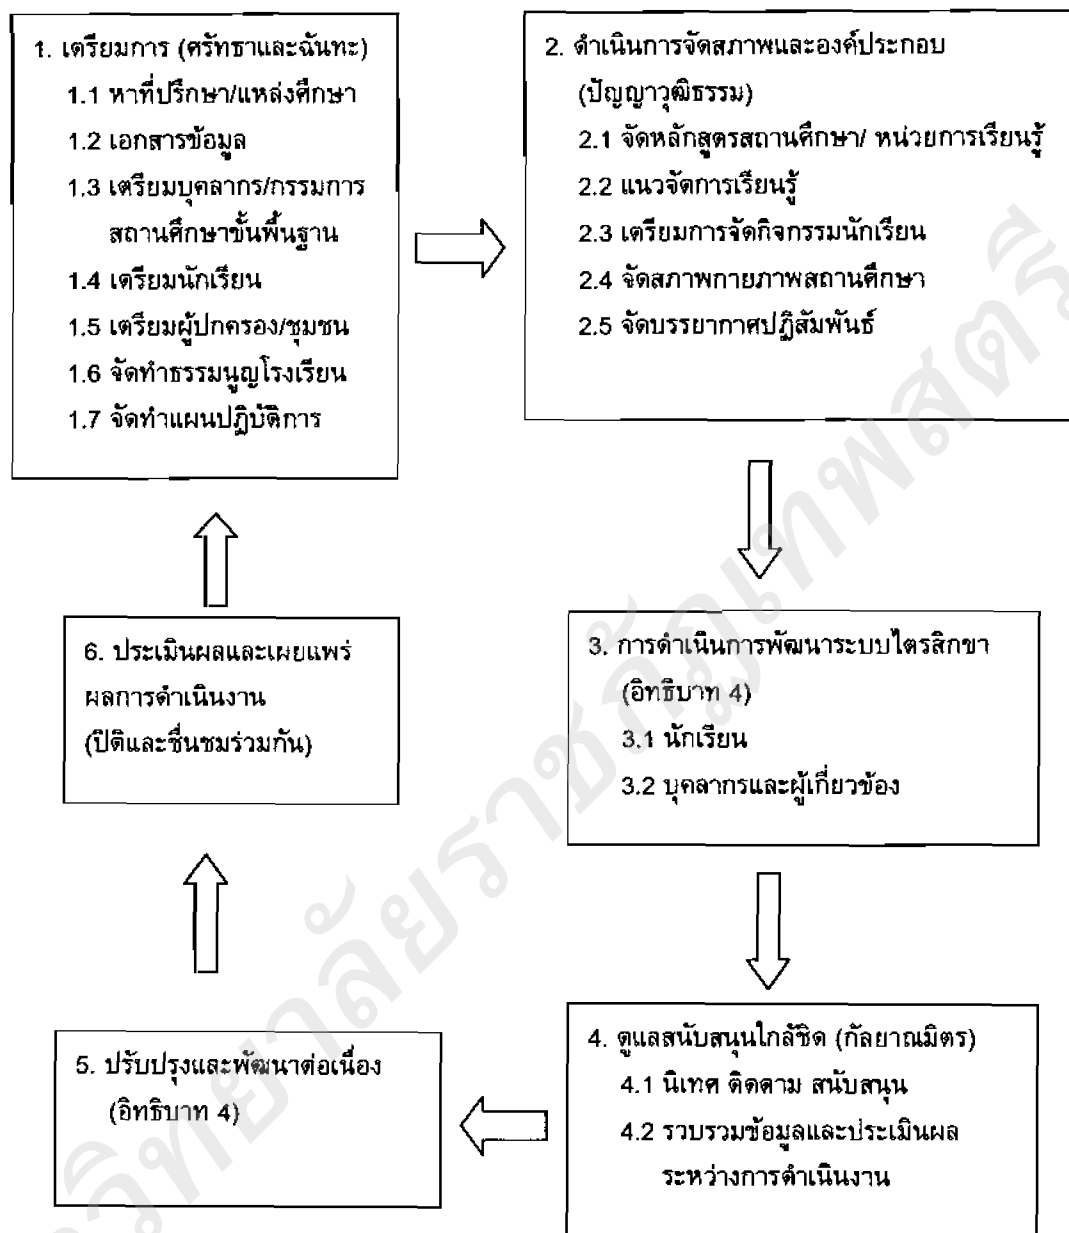 1. เตรียมการ (ศรัทธาและฉันทะ)
1.1 หาที่ปรึกษา/แหล่งศึกษา
1.2 เอกสารข้อมูล
1.3 เตรียมบุคลากร/กรรมการ
สถานศึกษาขั้นพื้นฐาน
1.4 เตรียมนักเรียน
1.5 เตรียมผู้ปกครอง/ชุมชน
1.6 จัดทำธรรมนูญโรงเรียน
1.7 จัดทำแผนปฏิบัติการ
2. ดำเนินการจัดสภาพและองค์ประกอบ
(ปัญญาวุฒิธรรม)
2.1 จัดหลักสูตรสถานศึกษา/ หน่วยการเรียนรู้
2.2 แนวจัดการเรียนรู้
2.3 เตรียมการจัดกิจกรรมนักเรียน
2.4 จัดสภาพกายภาพสถานศึกษา
2.5 จัดบรรยากาศปฏิสัมพันธ์
3. การดำเนินการพัฒนาระบบไตรสิกขา
(อิทธิบาท 4)
3.1 นักเรียน
3.2 บุคลากรและผู้เกี่ยวข้อง
4. ดูแลสนับสนุนใกล้ชิด (กัลยาณมิตร)
4.1 นิเทศ ติดตาม สนับสนุน
4.2 รวบรวมข้อมูลและประเมินผล
ระหว่างการดำเนินงาน
5. ปรับปรุงและพัฒนาต่อเนื่อง
(อิทธิบาท 4)
6. ประเมินผลและเผยแพร่
ผลการดำเนินงาน
(ปิติและชื่นชมร่วมกัน)
วิทยาลัยราชภัฏเทพสตรี